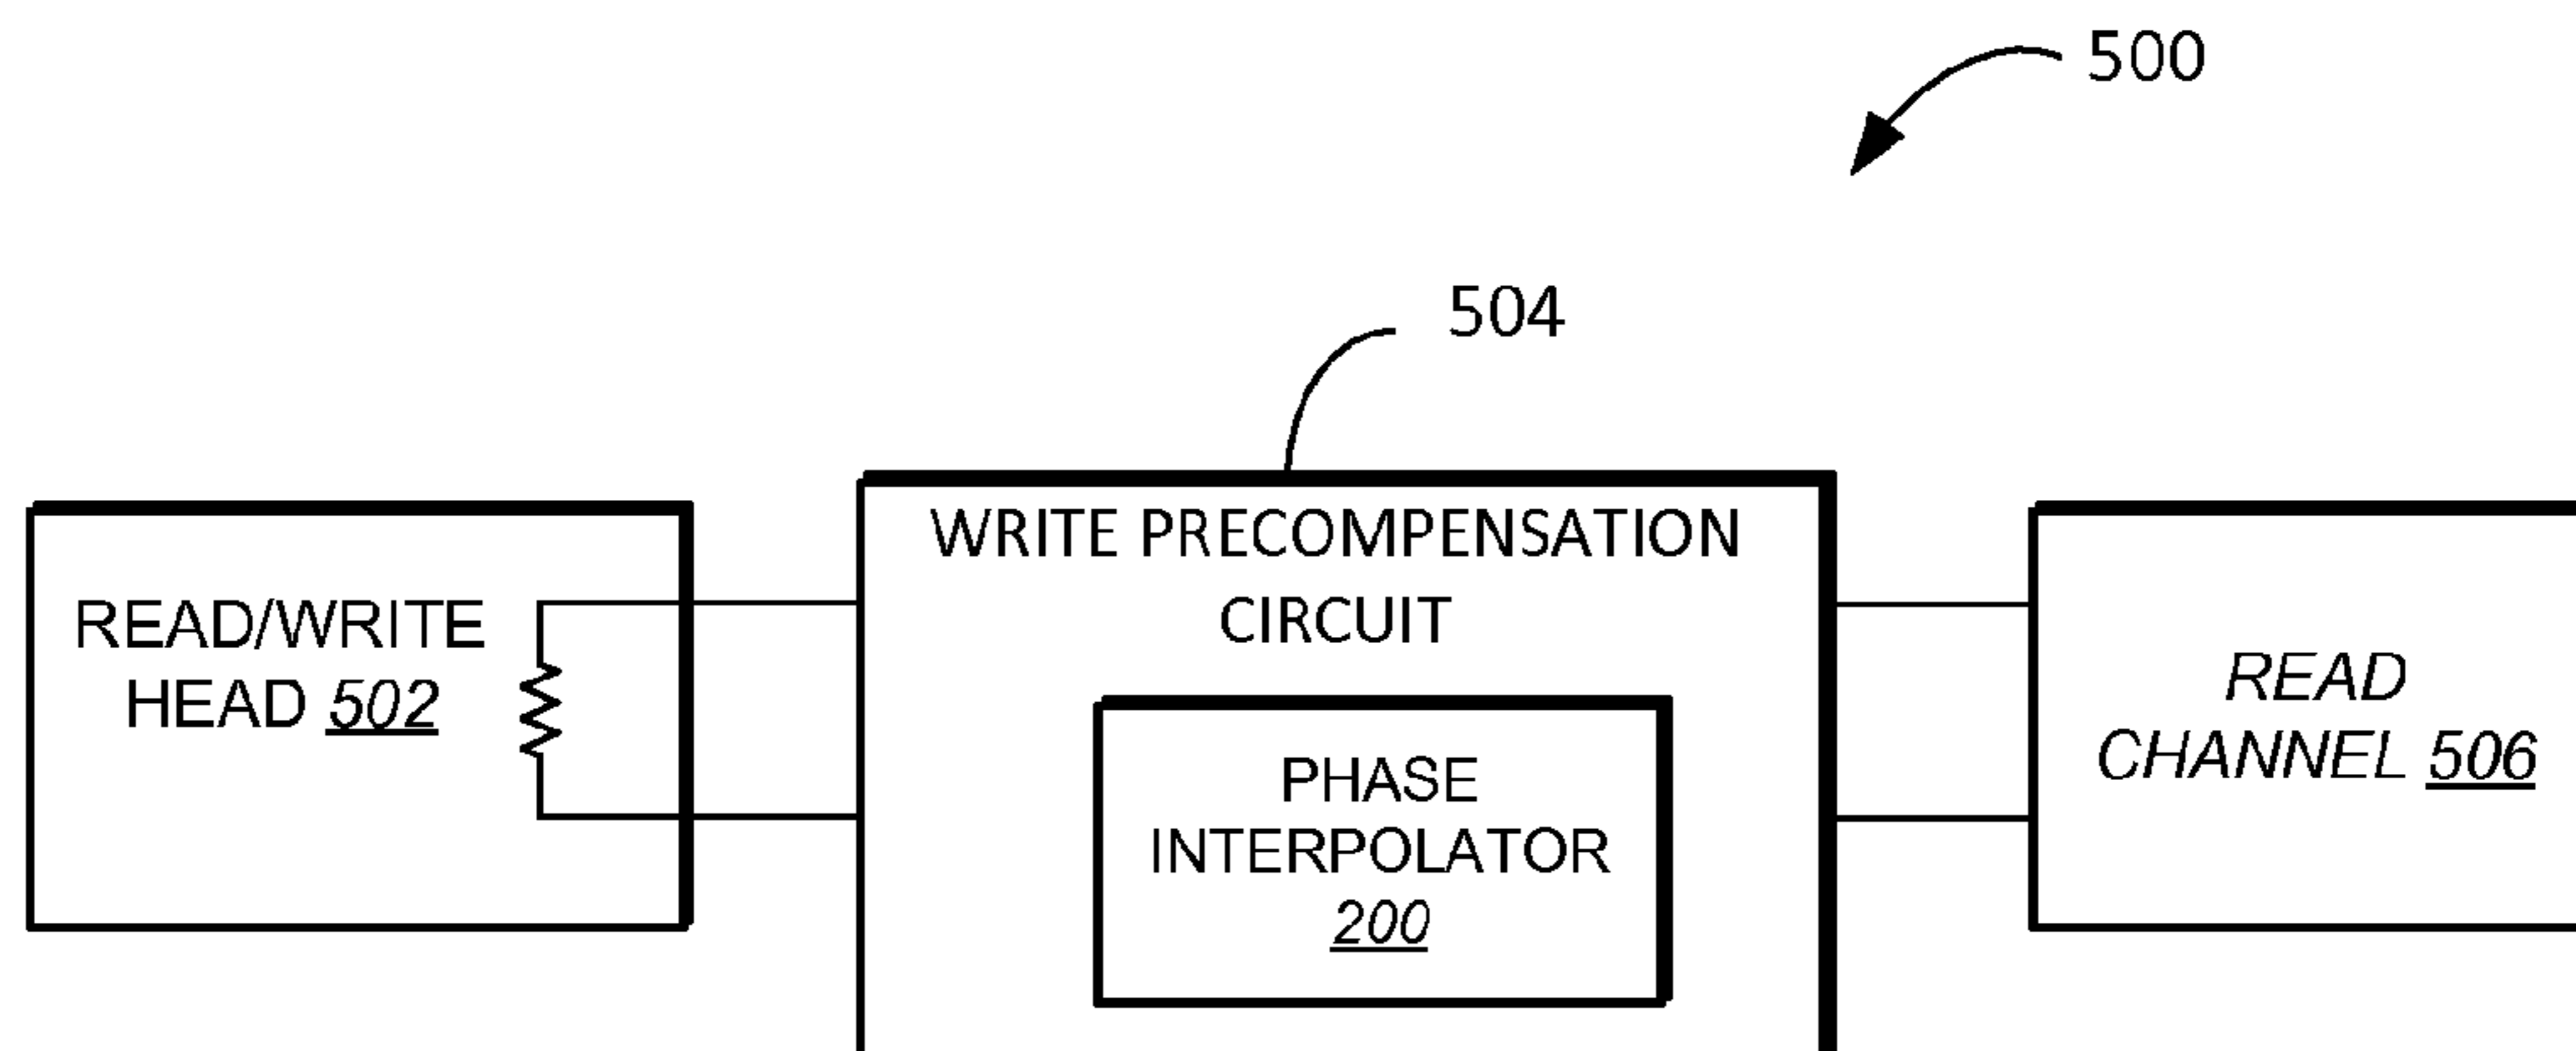 500
504
WRITE PRECOMPENSATION
CIRCUIT
READ/WRITE
HEAD 502
PHASE
INTERPOLATOR
200
READ
CHANNEL 506